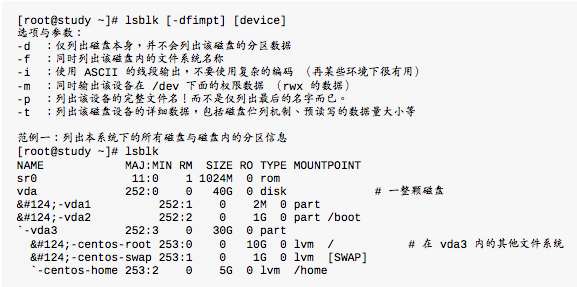 [root@study ~]# lsblk [-dfimpt] [device]
选项与参数：
-d ：仅列出磁盘本身，并不会列出该磁盘的分区数据
-f ：同时列出该磁盘内的文件系统名称
-i ：使用 ASCII 的线段输出，不要使用复杂的编码 （再某些环境下很有用）
-m ：同时输出该设备在 /dev 下面的权限数据 （rwx 的数据）
-p ：列出该设备的完整文件名！而不是仅列出最后的名字而已。
-t ：列出该磁盘设备的详细数据，包括磁盘伫列机制、预读写的数据量大小等
范例一：列出本系统下的所有磁盘与磁盘内的分区信息
[root@study ~]# lsblk
NAME MAJ:MIN RM SIZE RO TYPE MOUNTPOINT
sr0 11:0 1 1024M 0 rom
vda 252:0 0 40G 0 disk # 一整颗磁盘
&#124;-vda1 252:1 0 2M 0 part
&#124;-vda2 252:2 0 1G 0 part /boot
`-vda3 252:3 0 30G 0 part
&#124;-centos-root 253:0 0 10G 0 lvm / # 在 vda3 内的其他文件系统
&#124;-centos-swap 253:1 0 1G 0 lvm [SWAP]
`-centos-home 253:2 0 5G 0 lvm /home